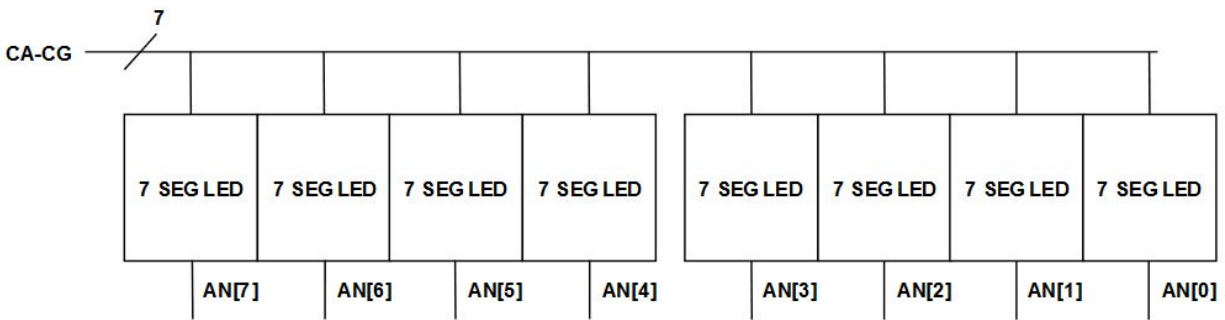 7
CA-CG
7 SEG LED 7 SEG LED 7 SEG LED 7 SEG LED 7 SEG LED 7 SEG LED 7 SEG LED 7 SEG LED
AN[7] AN[6] AN[5] AN[4] AN[3] AN[2] AN[1] AN[0]